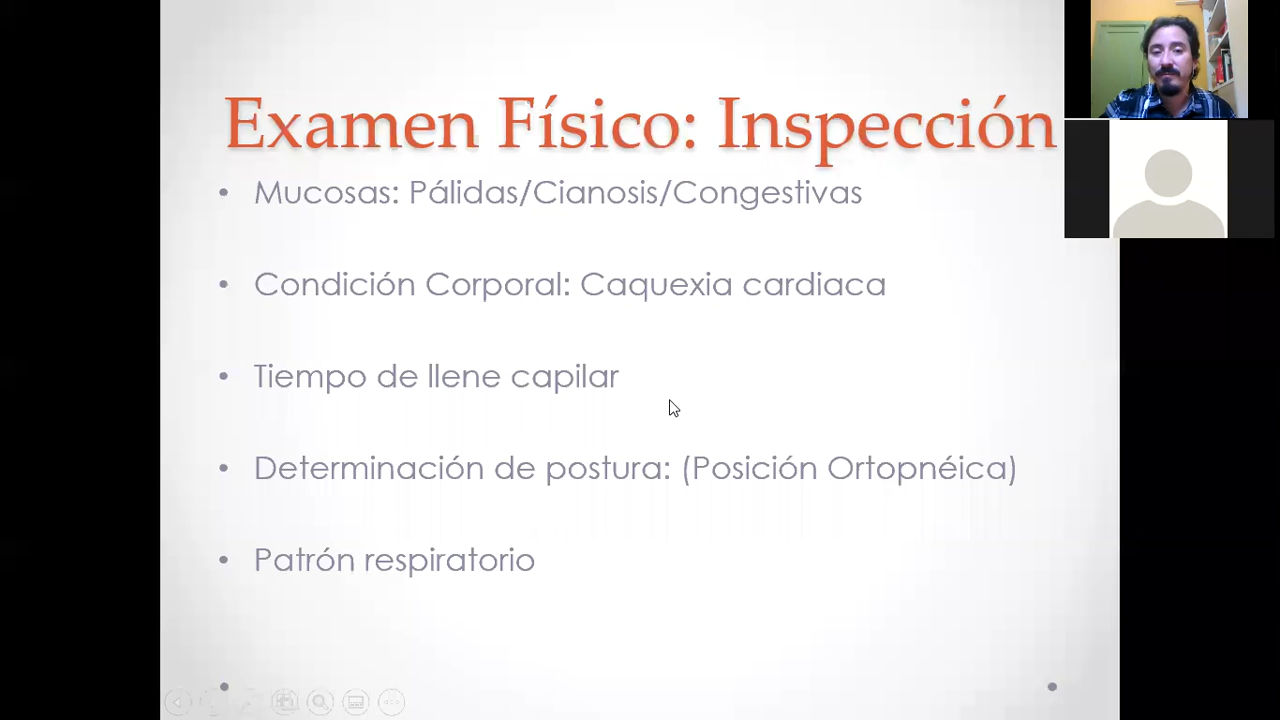 Examen Físico: Inspección
• Mucosas: Pálidas/Cianosis/Congestivas
• Condición Corporal: Caquexia cardiaca
• Tiempo de llene capilar
• Determinación de postura: (Posición Ortopnéica)
• Patrón respiratorio